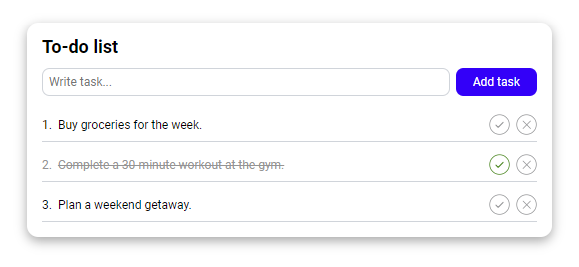 To-do list
Write task...
Add task
1. Buy groceries for the week.
2. Complete a 30-minute workout at the gym.
3. Plan a weekend getaway.